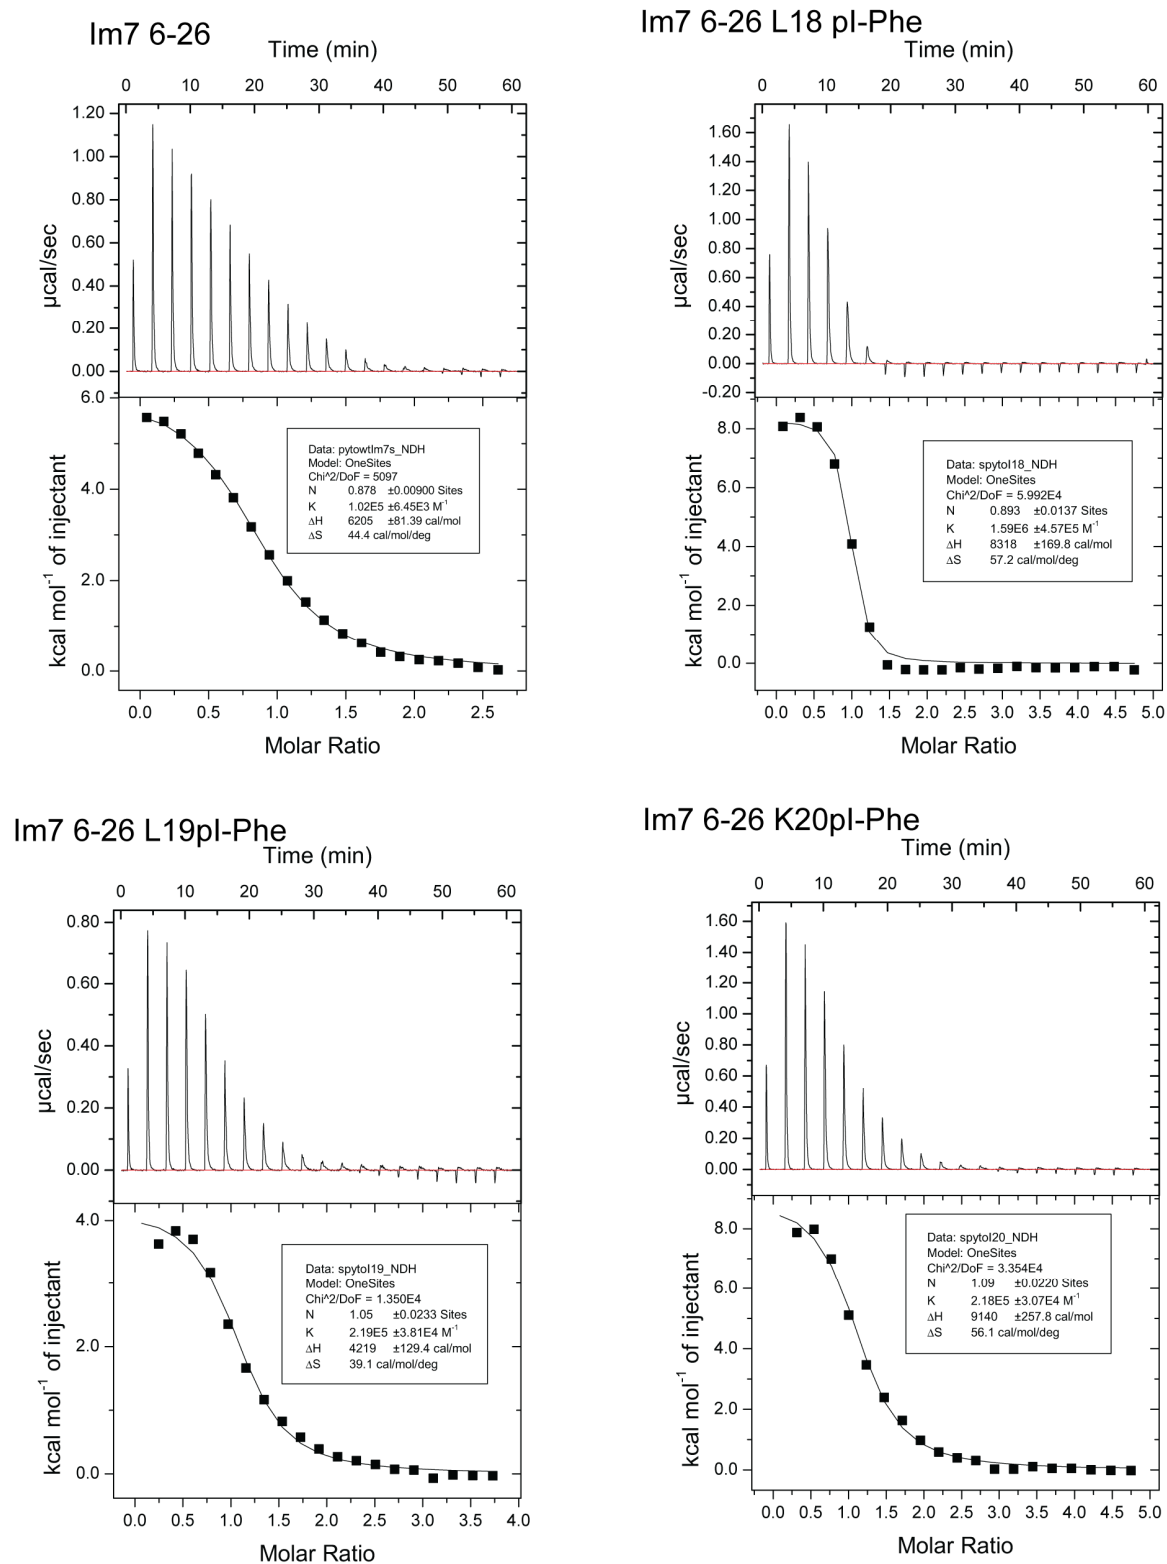 Im7 6-26
Time (min)
0 10 20 30 40 50 60
1.20
1.00
0.80
0.60
0.40
0.20
0.00
µcal/sec
6.0
4.0
2.0
0.0
kcal mol⁻¹ of injectant
Data: pytowtIm7s_NDH
Model: OneSites
Chi^2/DoF = 5097
N 0.878 ±0.00900 Sites
K 1.02E5 ±6.45E3 M⁻¹
ΔH 6205 ±81.39 cal/mol
ΔS 44.4 cal/mol/deg
0.0 0.5 1.0 1.5 2.0 2.5
Molar Ratio
Im7 6-26 L18 pI-Phe
Time (min)
0 10 20 30 40 50 60
1.60
1.40
1.20
1.00
0.80
0.60
0.40
0.20
0.00
-0.20
µcal/sec
8.0
6.0
4.0
2.0
0.0
kcal mol⁻¹ of injectant
Data: spytoI18_NDH
Model: OneSites
Chi^2/DoF = 5.992E4
N 0.893 ±0.0137 Sites
K 1.59E6 ±4.57E5 M⁻¹
ΔH 8318 ±169.8 cal/mol
ΔS 57.2 cal/mol/deg
0.0 0.5 1.0 1.5 2.0 2.5 3.0 3.5 4.0 4.5 5.0
Molar Ratio
Im7 6-26 L19pI-Phe
Time (min)
0 10 20 30 40 50 60
0.80
0.60
0.40
0.20
0.00
µcal/sec
4.0
2.0
0.0
kcal mol⁻¹ of injectant
Data: spytoI19_NDH
Model: OneSites
Chi^2/DoF = 1.350E4
N 1.05 ±0.0233 Sites
K 2.19E5 ±3.81E4 M⁻¹
ΔH 4219 ±129.4 cal/mol
ΔS 39.1 cal/mol/deg
0.0 0.5 1.0 1.5 2.0 2.5 3.0 3.5 4.0
Molar Ratio
Im7 6-26 K20pI-Phe
Time (min)
0 10 20 30 40 50 60
1.60
1.40
1.20
1.00
0.80
0.60
0.40
0.20
0.00
µcal/sec
8.0
6.0
4.0
2.0
0.0
kcal mol⁻¹ of injectant
Data: spytoI20_NDH
Model: OneSites
Chi^2/DoF = 3.354E4
N 1.09 ±0.0220 Sites
K 2.18E5 ±3.07E4 M⁻¹
ΔH 9140 ±257.8 cal/mol
ΔS 56.1 cal/mol/deg
0.0 0.5 1.0 1.5 2.0 2.5 3.0 3.5 4.0 4.5 5.0
Molar Ratio